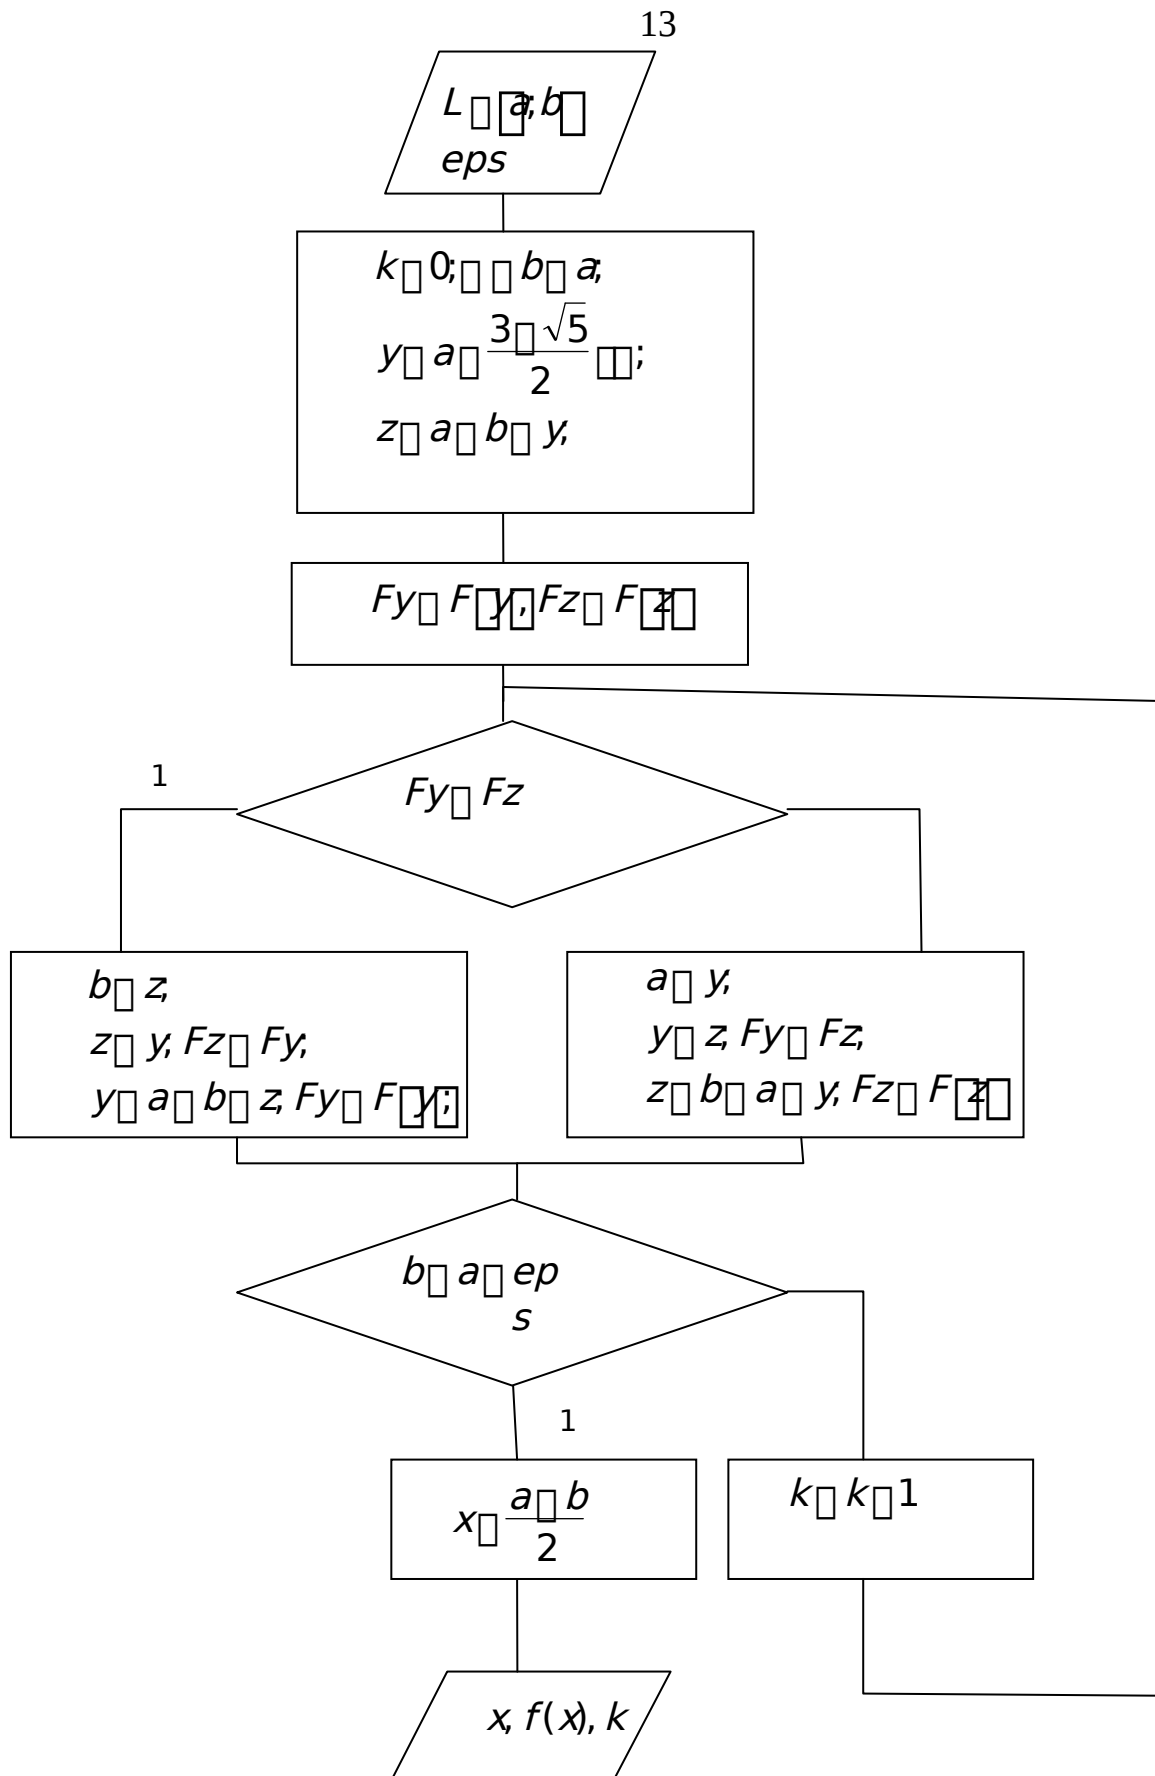 13
L▯[a;b]
eps
k▯0;▯▯b▯a;
y▯a▯(3▯√5)/2▯▯;
z▯a▯b▯y;
Fy▯F▯y▯,Fz▯F▯z▯
1
Fy▯Fz
b▯z;
z▯y;Fz▯Fy;
y▯a▯b▯z,Fy▯F▯y▯;
a▯y;
y▯z;Fy▯Fz;
z▯b▯a▯y;Fz▯F▯z▯
b▯a▯ep
s
1
x▯(a▯b)/2
k▯k▯1
x,f(x),k